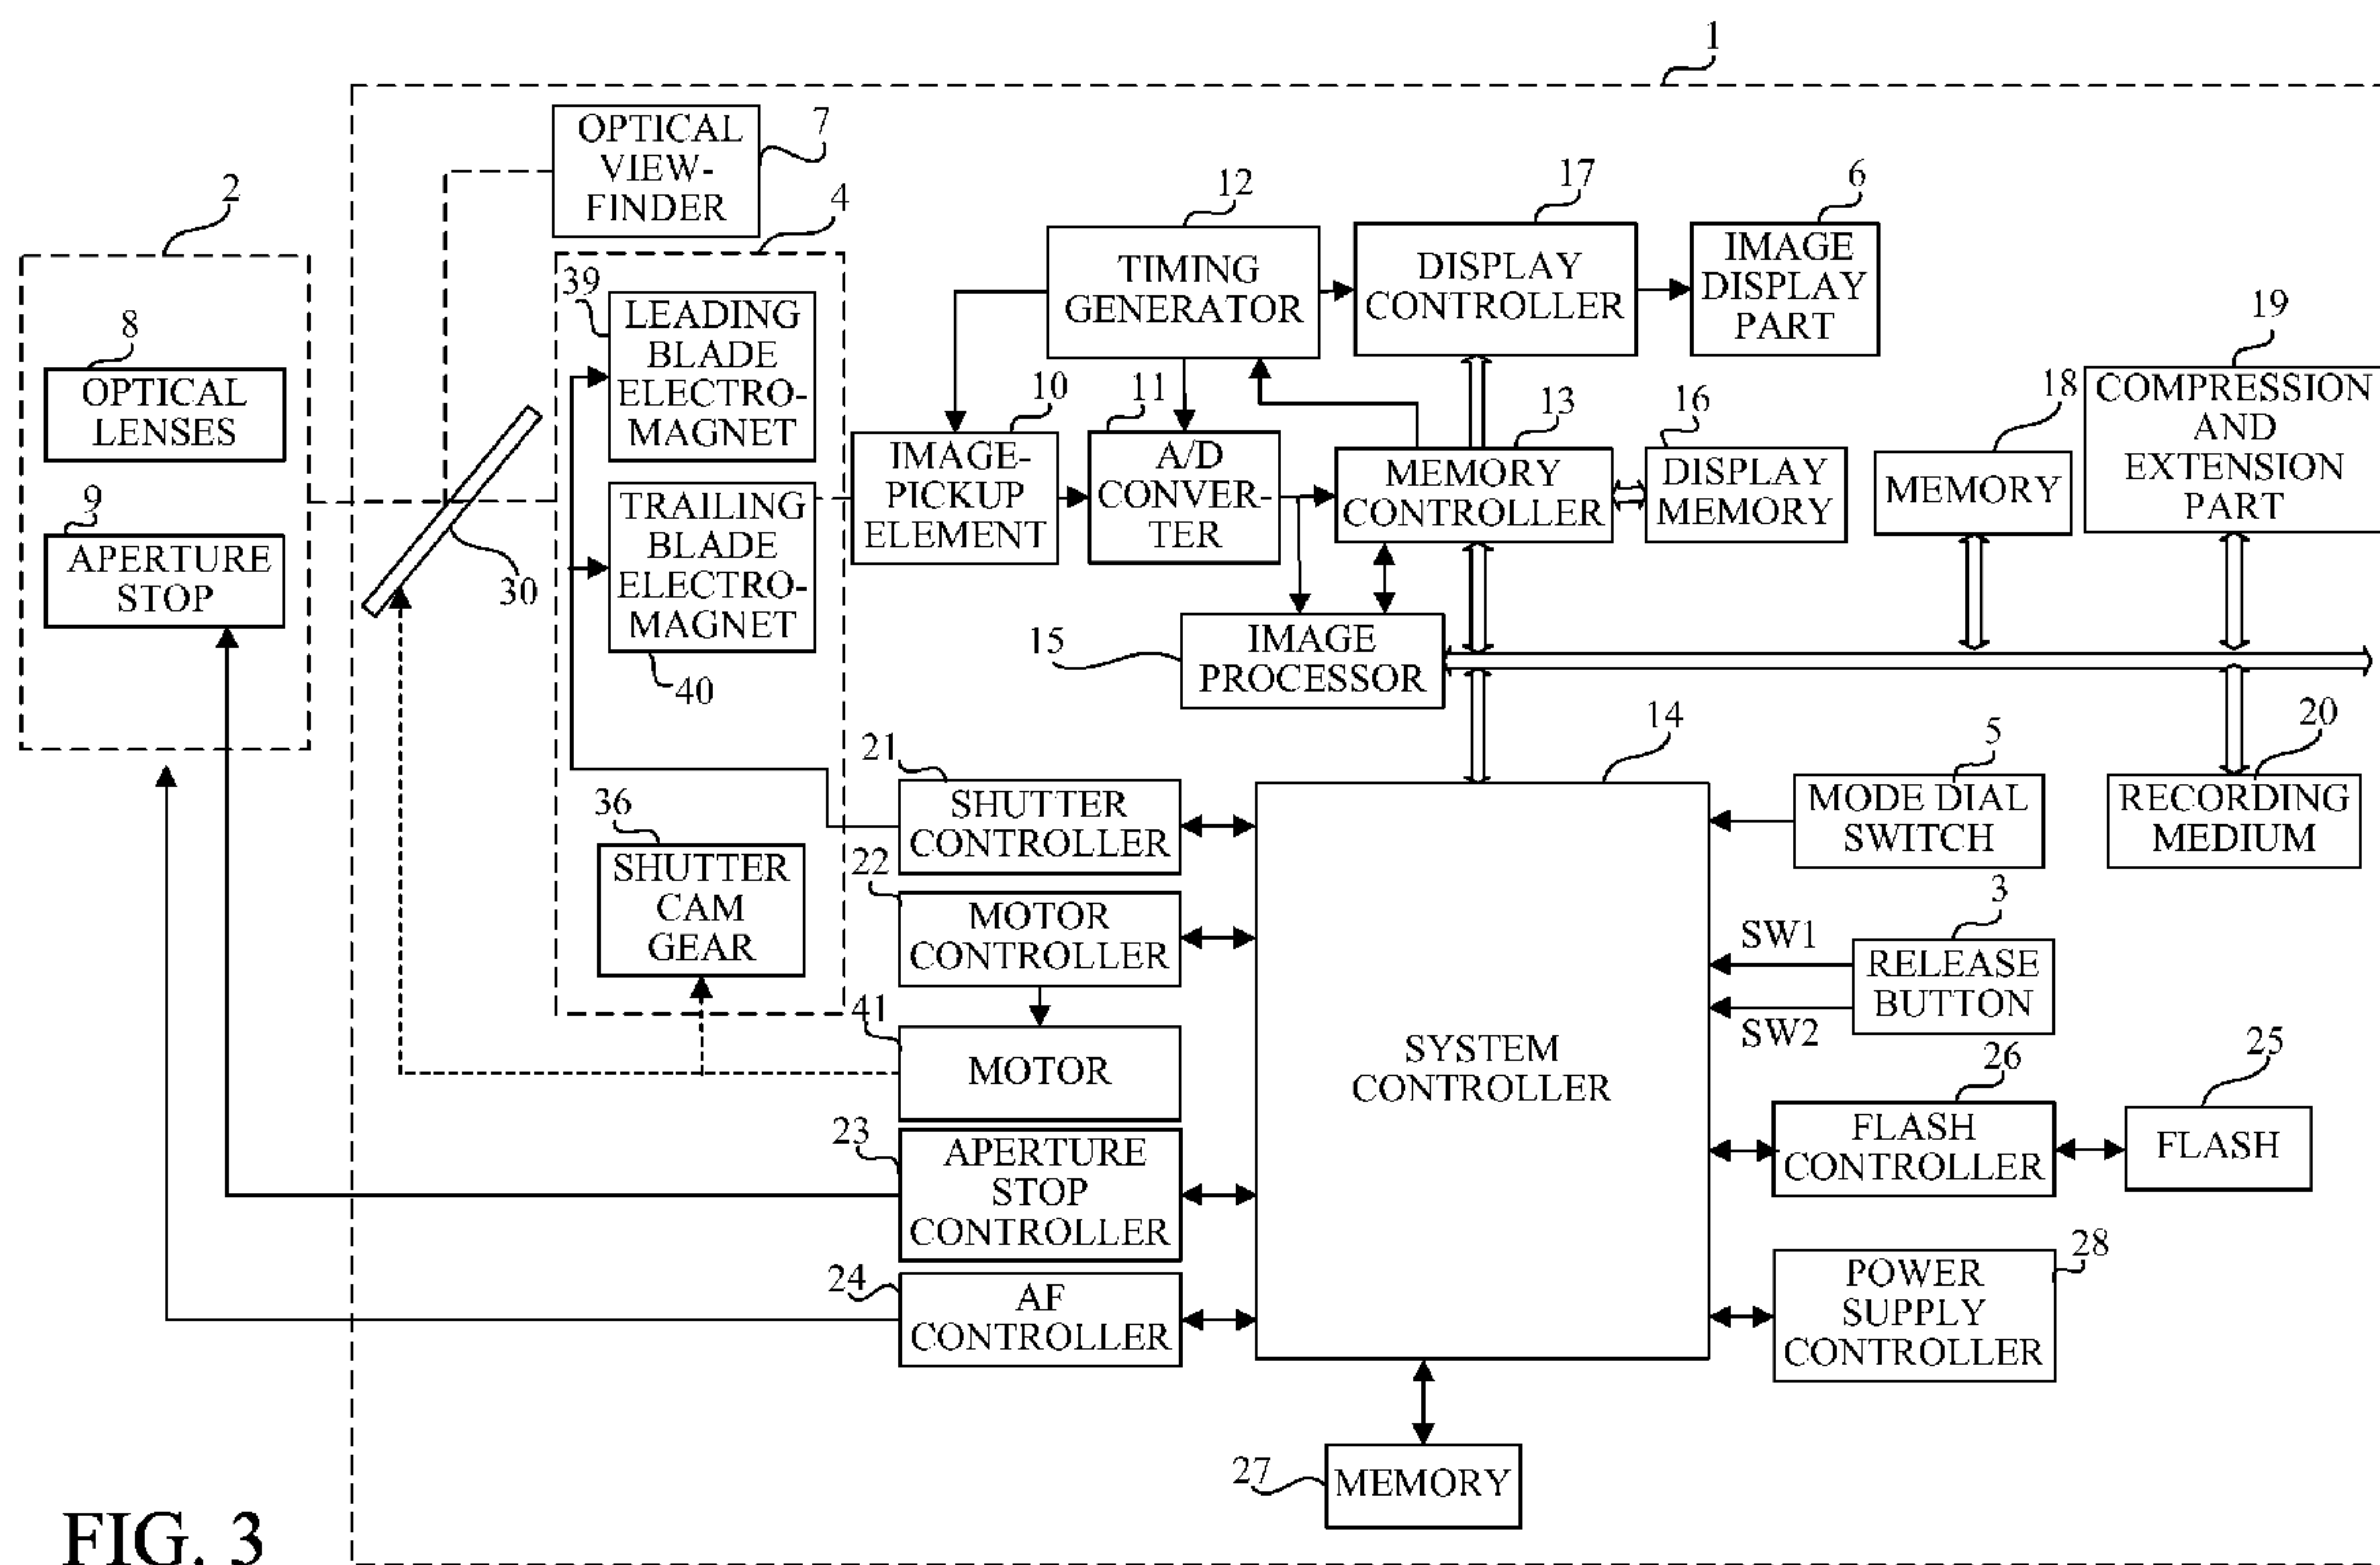 1
OPTICAL
VIEW-
FINDER
7
2
4
12
17
6
39
LEADING
BLADE
ELECTRO-
MAGNET
TIMING
GENERATOR
DISPLAY
CONTROLLER
IMAGE
DISPLAY
PART
19
8
OPTICAL
LENSES
10
11
13
16
18
COMPRESSION
AND
EXTENSION
PART
9
APERTURE
STOP
30
TRAILING
BLADE
ELECTRO-
MAGNET
40
IMAGE-
PICKUP
ELEMENT
A/D
CONVER-
TER
MEMORY
CONTROLLER
DISPLAY
MEMORY
MEMORY
15
IMAGE
PROCESSOR
14
5
20
21
SHUTTER
CONTROLLER
MODE DIAL
SWITCH
RECORDING
MEDIUM
36
SHUTTER
CAM
GEAR
22
MOTOR
CONTROLLER
3
SW1
RELEASE
BUTTON
SW2
41
MOTOR
SYSTEM
CONTROLLER
26
25
23
APERTURE
STOP
CONTROLLER
FLASH
CONTROLLER
FLASH
24
AF
CONTROLLER
28
POWER
SUPPLY
CONTROLLER
27
MEMORY
FIG. 3